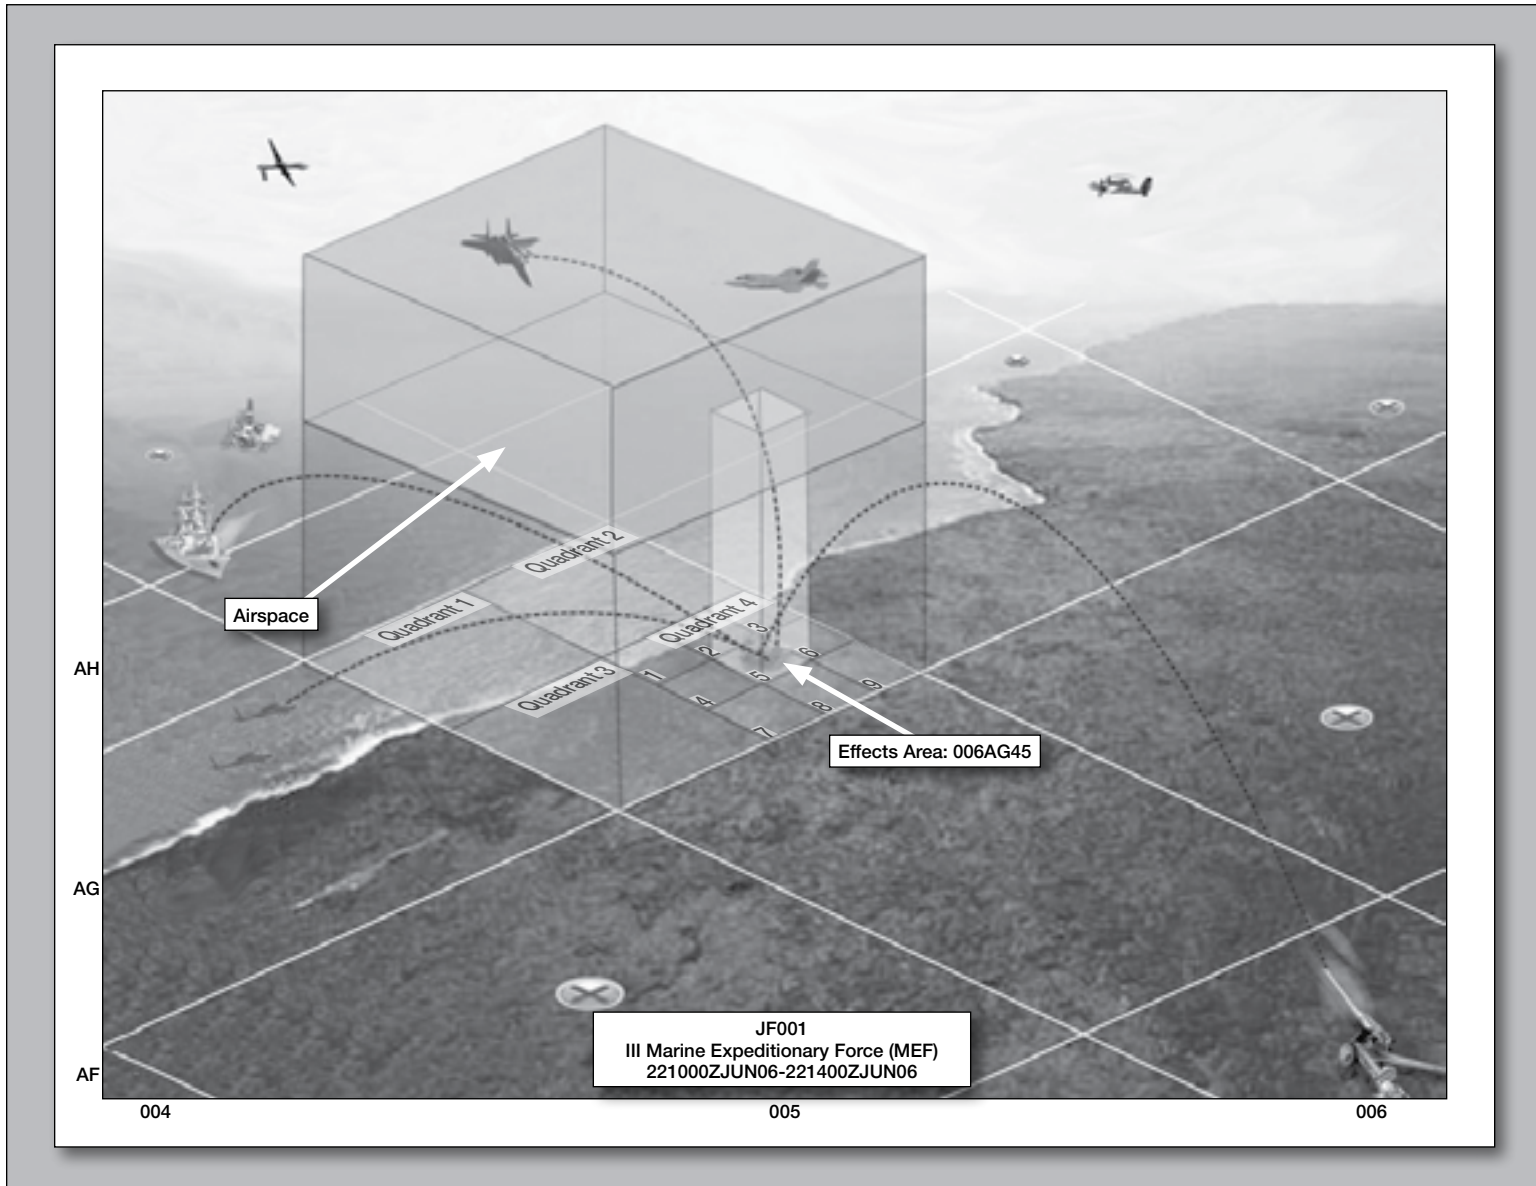 Quadrant 2
Airspace
Quadrant 1
Quadrant 4
Quadrant 3
3
2
6
1
5
9
4
8
7
Effects Area: 006AG45
AH
AG
AF
JF001
III Marine Expeditionary Force (MEF)
221000ZJUN06-221400ZJUN06
004
005
006